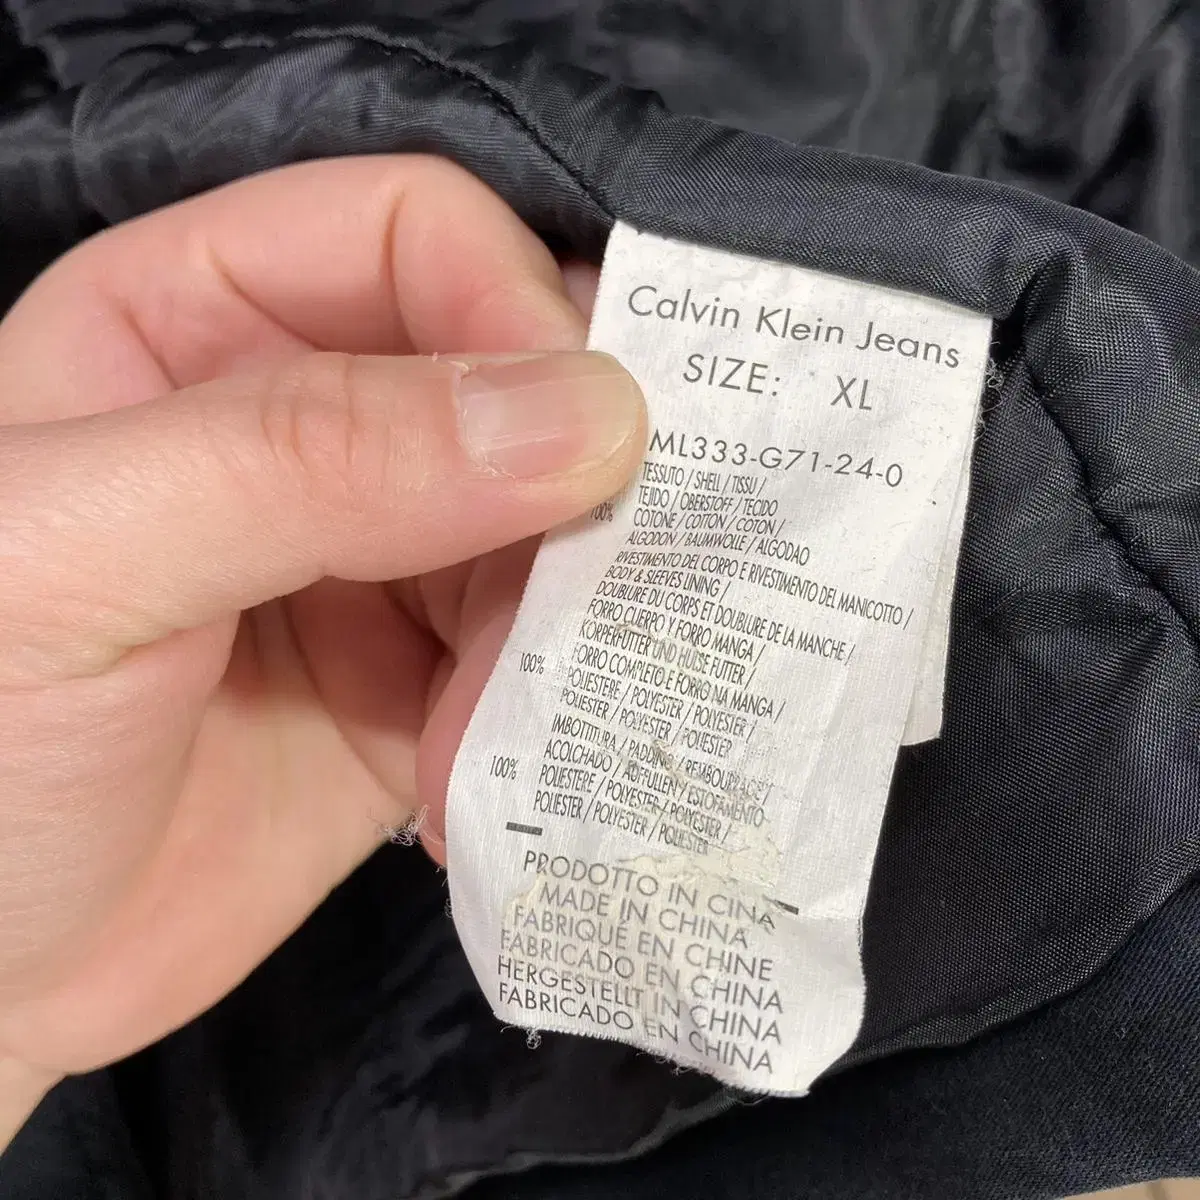 Calvin Klein Jeans
SIZE: XL
ML333-G71-24-0
TESSUTO / SHELL / TISSU /
TEJIDO / OBERSTOFF / TECIDO
100% COTONE / COTTON / COTON /
ALGODON / BAUMWOLLE / ALGODAO
RIVESTIMENTO DEL CORPO E RIVESTIMENTO DEL MANICOTTO /
BODY & SLEEVES LINING /
DOUBLURE DU CORPS ET DOUBLURE DE LA MANCHE /
FORRO CUERPO Y FORRO MANGA /
KORPERFUTTER UND HULSE FUTTER /
FORRO COMPLETO E FORRO NA MANGA /
100% POLIESTERE / POLYESTER / POLYESTER /
POLIESTER / POLYESTER / POLIESTER
IMBOTTITURA / PADDING / REMBOURRAGE /
ACOLCHADO / AUFFULLEN / ESTOFAMENTO
100% POLIESTERE / POLYESTER / POLYESTER /
POLIESTER / POLYESTER / POLIESTER
PRODOTTO IN CINA
MADE IN CHINA
FABRIQUÉ EN CHINE
FABRICADO EN CHINA
HERGESTELLT IN CHINA
FABRICADO EN CHINA